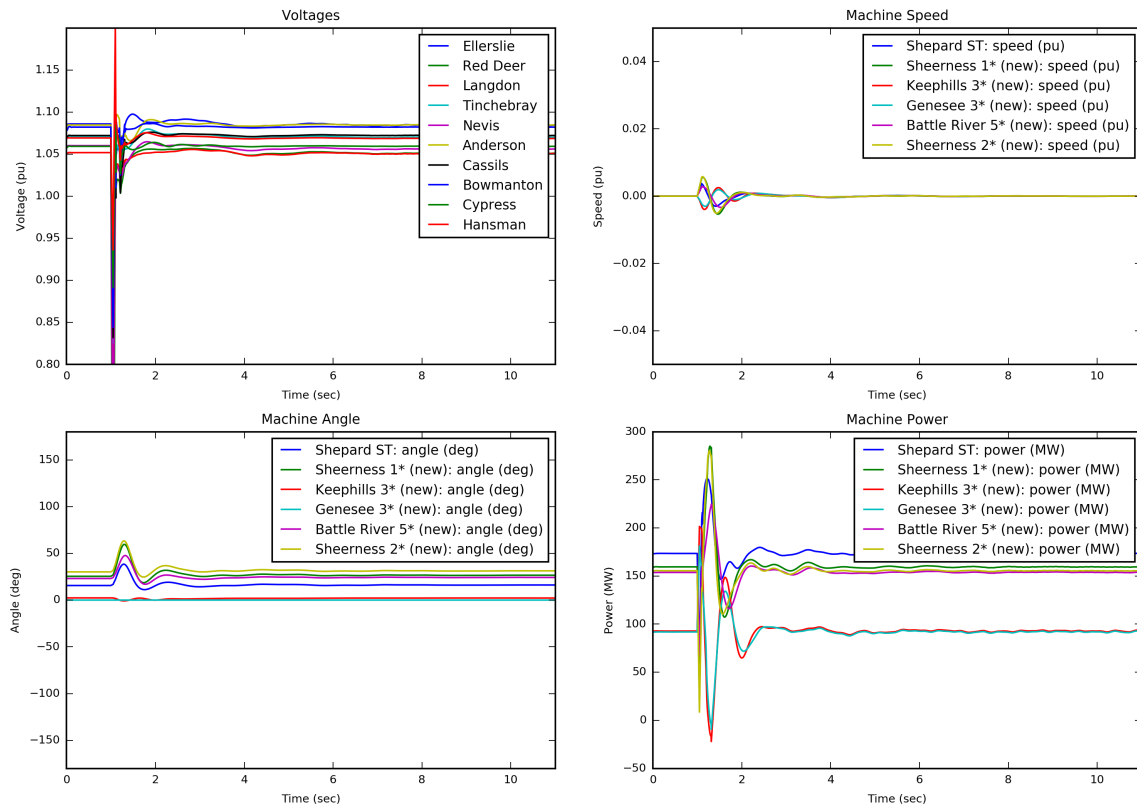 Voltages
1.15
1.10
1.05
1.00
0.95
0.90
0.85
0.80
Voltage (pu)
0
2
4
6
8
10
Time (sec)
Ellerslie
Red Deer
Langdon
Tinchebray
Nevis
Anderson
Cassils
Bowmanton
Cypress
Hansman
Machine Speed
0.04
0.02
0.00
−0.02
−0.04
Speed (pu)
0
2
4
6
8
10
Time (sec)
Shepard ST: speed (pu)
Sheerness 1* (new): speed (pu)
Keephills 3* (new): speed (pu)
Genesee 3* (new): speed (pu)
Battle River 5* (new): speed (pu)
Sheerness 2* (new): speed (pu)
Machine Angle
150
100
50
0
−50
−100
−150
Angle (deg)
0
2
4
6
8
10
Time (sec)
Shepard ST: angle (deg)
Sheerness 1* (new): angle (deg)
Keephills 3* (new): angle (deg)
Genesee 3* (new): angle (deg)
Battle River 5* (new): angle (deg)
Sheerness 2* (new): angle (deg)
Machine Power
300
250
200
150
100
50
0
−50
Power (MW)
0
2
4
6
8
10
Time (sec)
Shepard ST: power (MW)
Sheerness 1* (new): power (MW)
Keephills 3* (new): power (MW)
Genesee 3* (new): power (MW)
Battle River 5* (new): power (MW)
Sheerness 2* (new): power (MW)